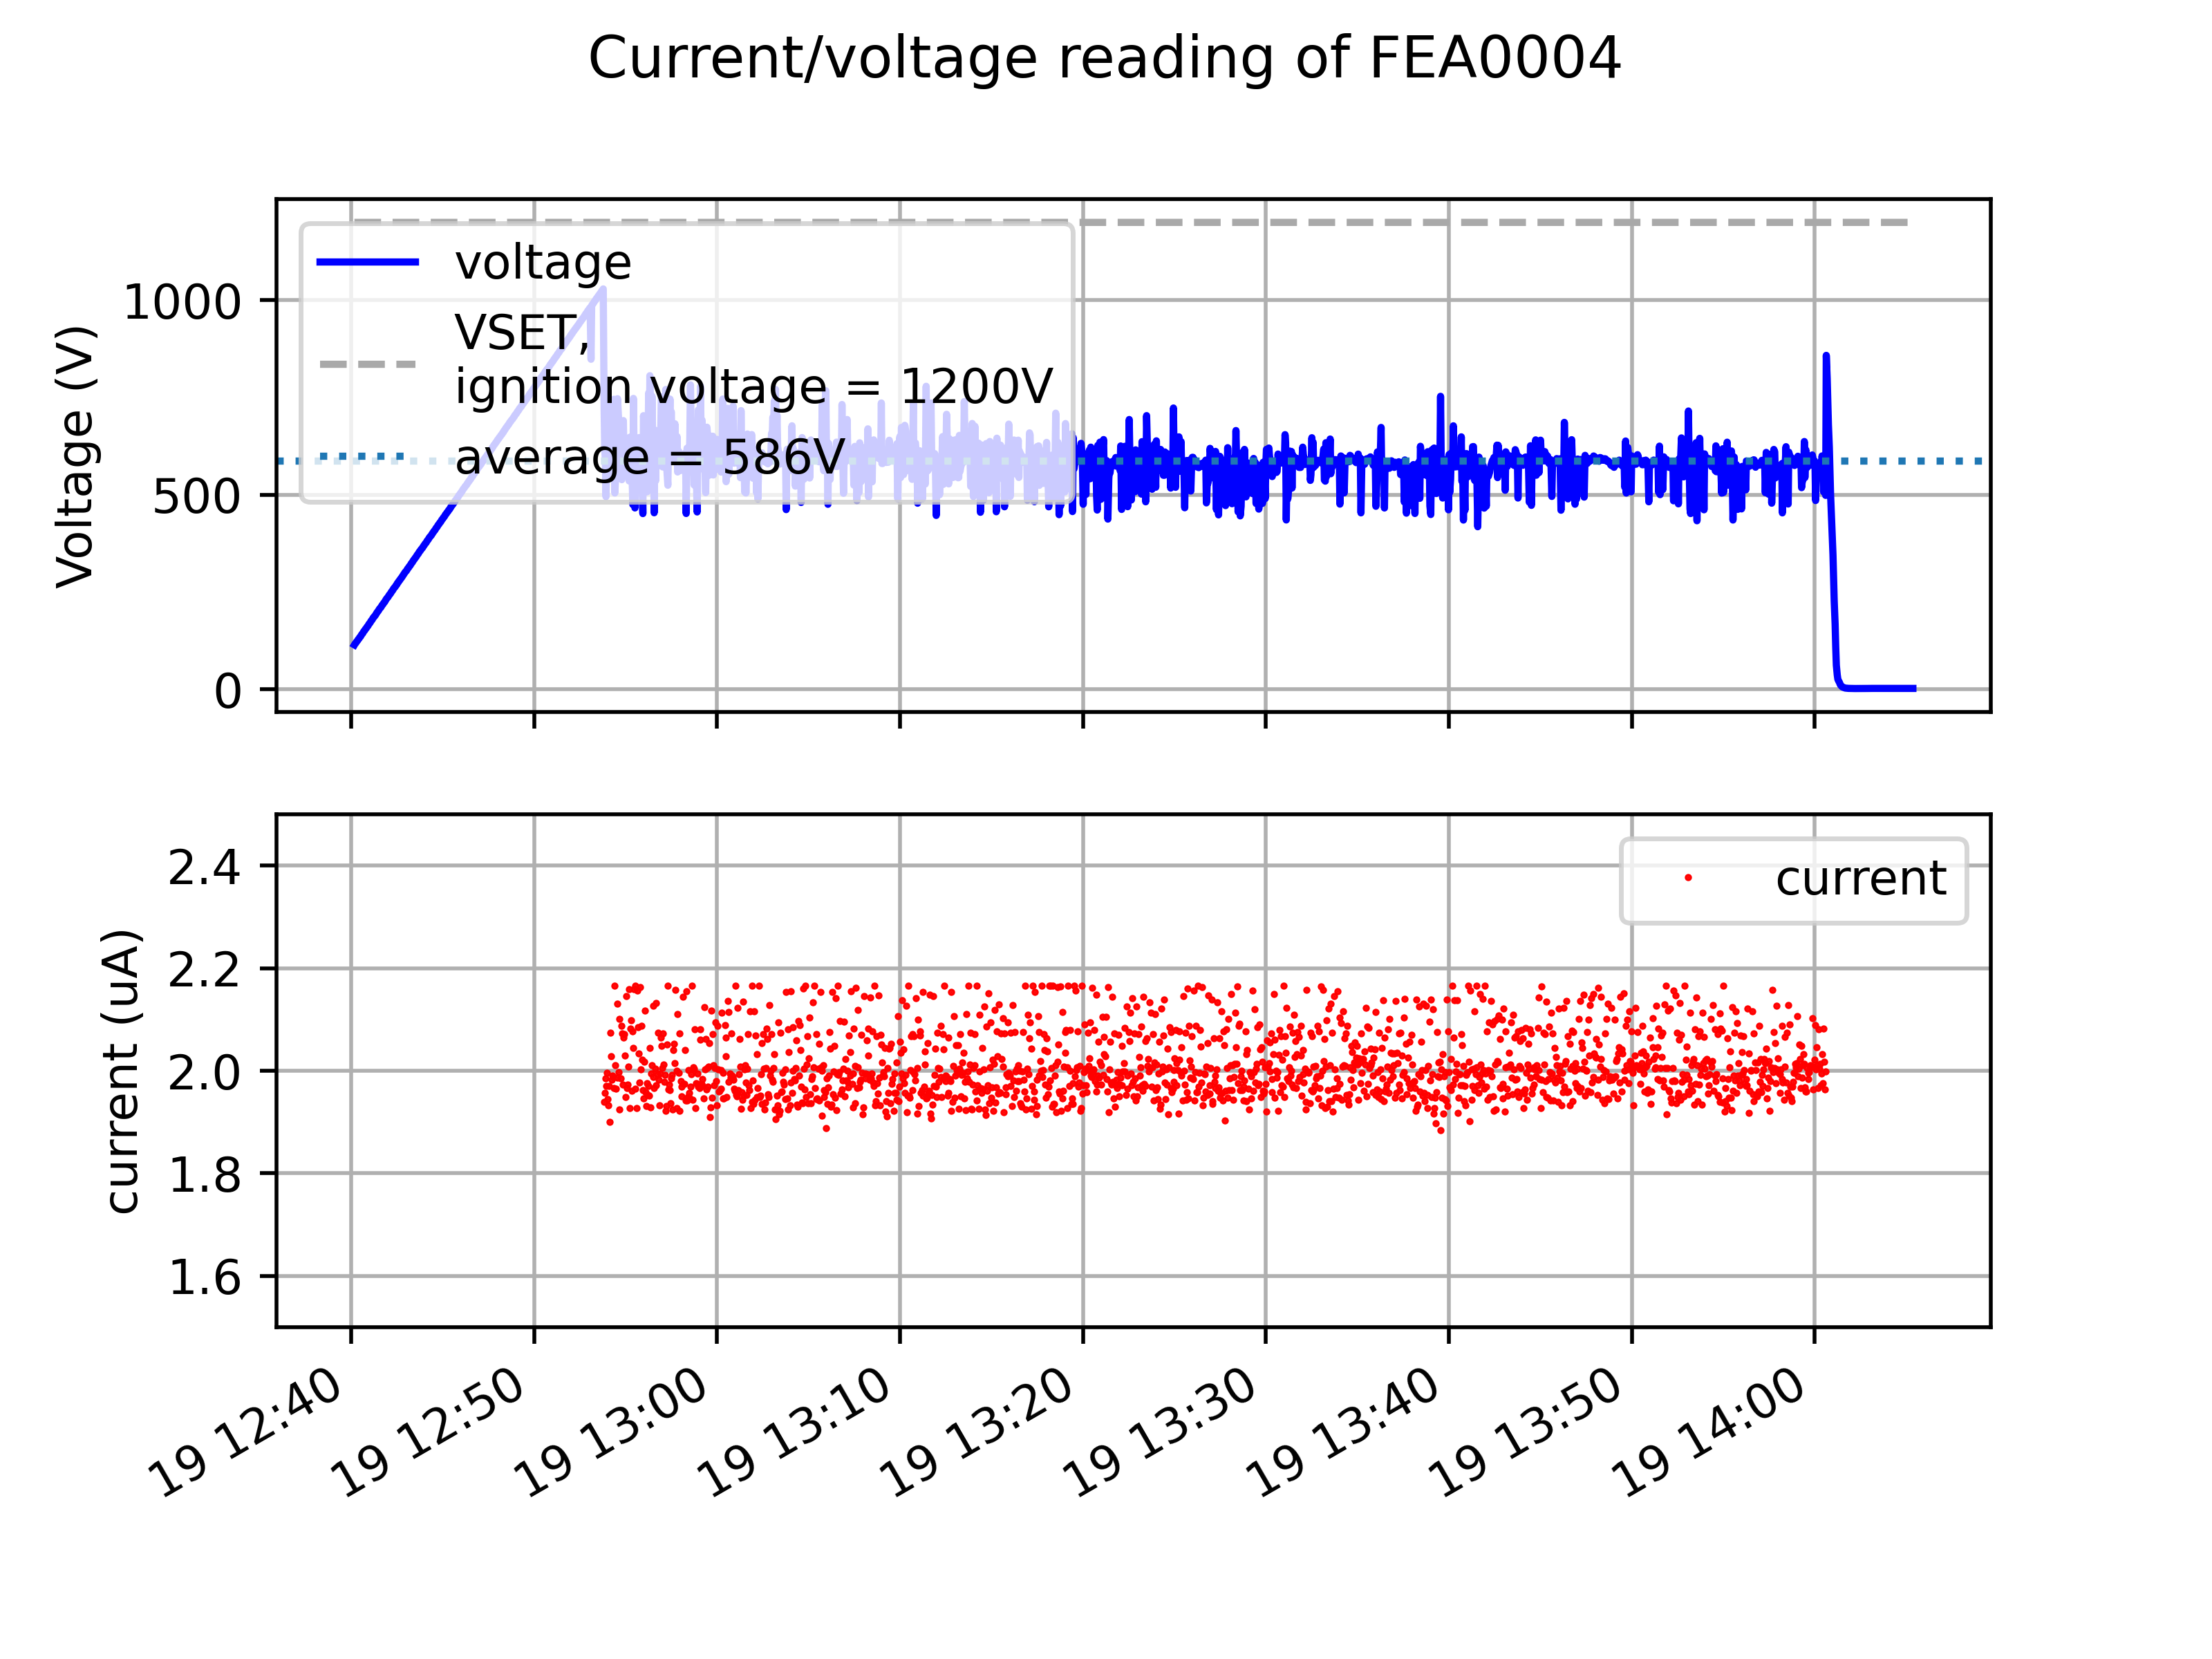 Current/voltage reading of FEA0004
Voltage (V)
1000
500
0
voltage
VSET,
ignition voltage = 1200V
average = 586V
current (uA)
2.4
2.2
2.0
1.8
1.6
current
19 12:40
19 12:50
19 13:00
19 13:10
19 13:20
19 13:30
19 13:40
19 13:50
19 14:00